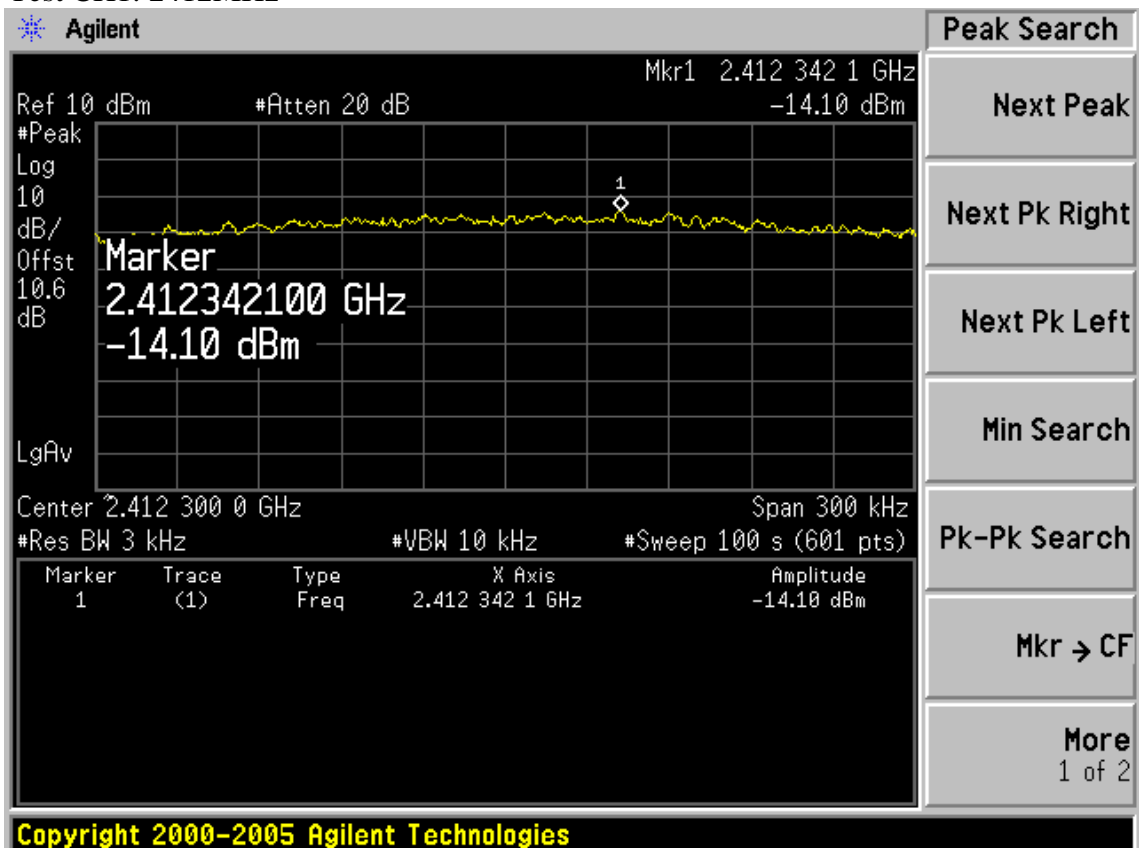 Test CH1: 2412MHz
Agilent
Peak Search
Mkr1 2.412 342 1 GHz
Ref 10 dBm #Atten 20 dB -14.10 dBm
Next Peak
#Peak
Log
10
dB/
Offst
10.6
dB
1
Marker
2.412342100 GHz
-14.10 dBm
Next Pk Right
Next Pk Left
LgAv
Min Search
Center 2.412 300 0 GHz Span 300 kHz
#Res BW 3 kHz #VBW 10 kHz #Sweep 100 s (601 pts)
Pk-Pk Search
Marker Trace Type X Axis Amplitude
1 (1) Freq 2.412 342 1 GHz -14.10 dBm
Mkr → CF
More
1 of 2
Copyright 2000-2005 Agilent Technologies